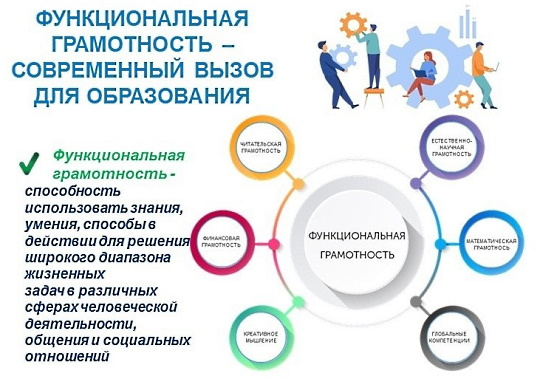 ФУНКЦИОНАЛЬНАЯ
ГРАМОТНОСТЬ –
СОВРЕМЕННЫЙ ВЫЗОВ
ДЛЯ ОБРАЗОВАНИЯ
✔ Функциональная
грамотность -
способность
использовать знания,
умения, способы в
действии для решения
широкого диапазона
жизненных
задач в различных
сферах человеческой
деятельности,
общения и социальных
отношений
ЧИТАТЕЛЬСКАЯ
ГРАМОТНОСТЬ
ЕСТЕСТВЕННО-
НАУЧНАЯ
ГРАМОТНОСТЬ
ФИНАНСОВАЯ
ГРАМОТНОСТЬ
ФУНКЦИОНАЛЬНАЯ
ГРАМОТНОСТЬ
МАТЕМАТИЧЕСКАЯ
ГРАМОТНОСЬ
КРЕАТИВНОЕ
МЫШЛЕНИЕ
ГЛОБАЛЬНЫЕ
КОМПЕТЕНЦИИ